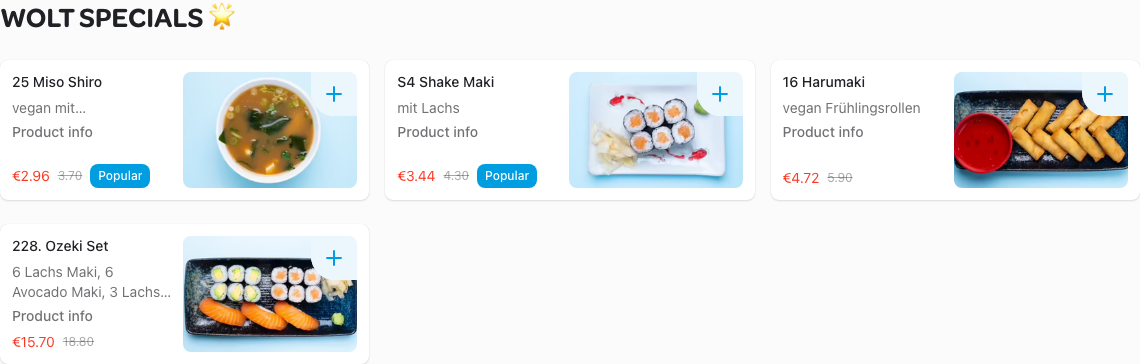 WOLT SPECIALS 🌟
25 Miso Shiro
vegan mit...
Product info
€2.96 3.70 Popular
S4 Shake Maki
mit Lachs
Product info
€3.44 4.30 Popular
16 Harumaki
vegan Frühlingsrollen
Product info
€4.72 5.90
228. Ozeki Set
6 Lachs Maki, 6
Avocado Maki, 3 Lachs...
Product info
€15.70 18.80